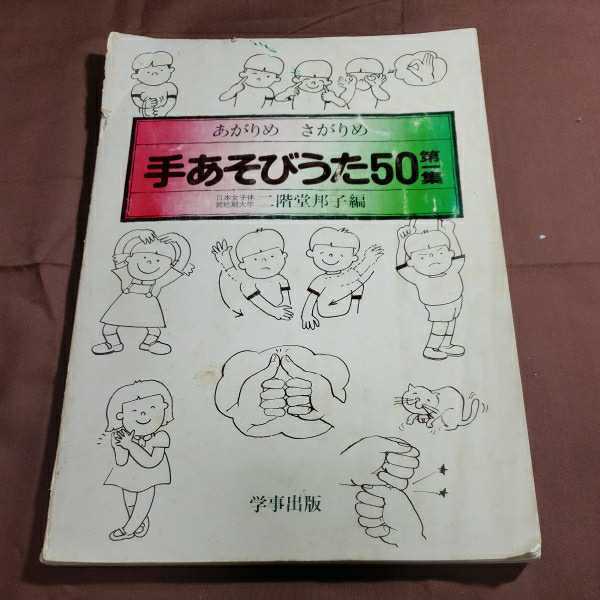 あがりめ さがりめ
手あそびうた50第一集
日本女子体育短期大学 二階堂邦子編
学事出版